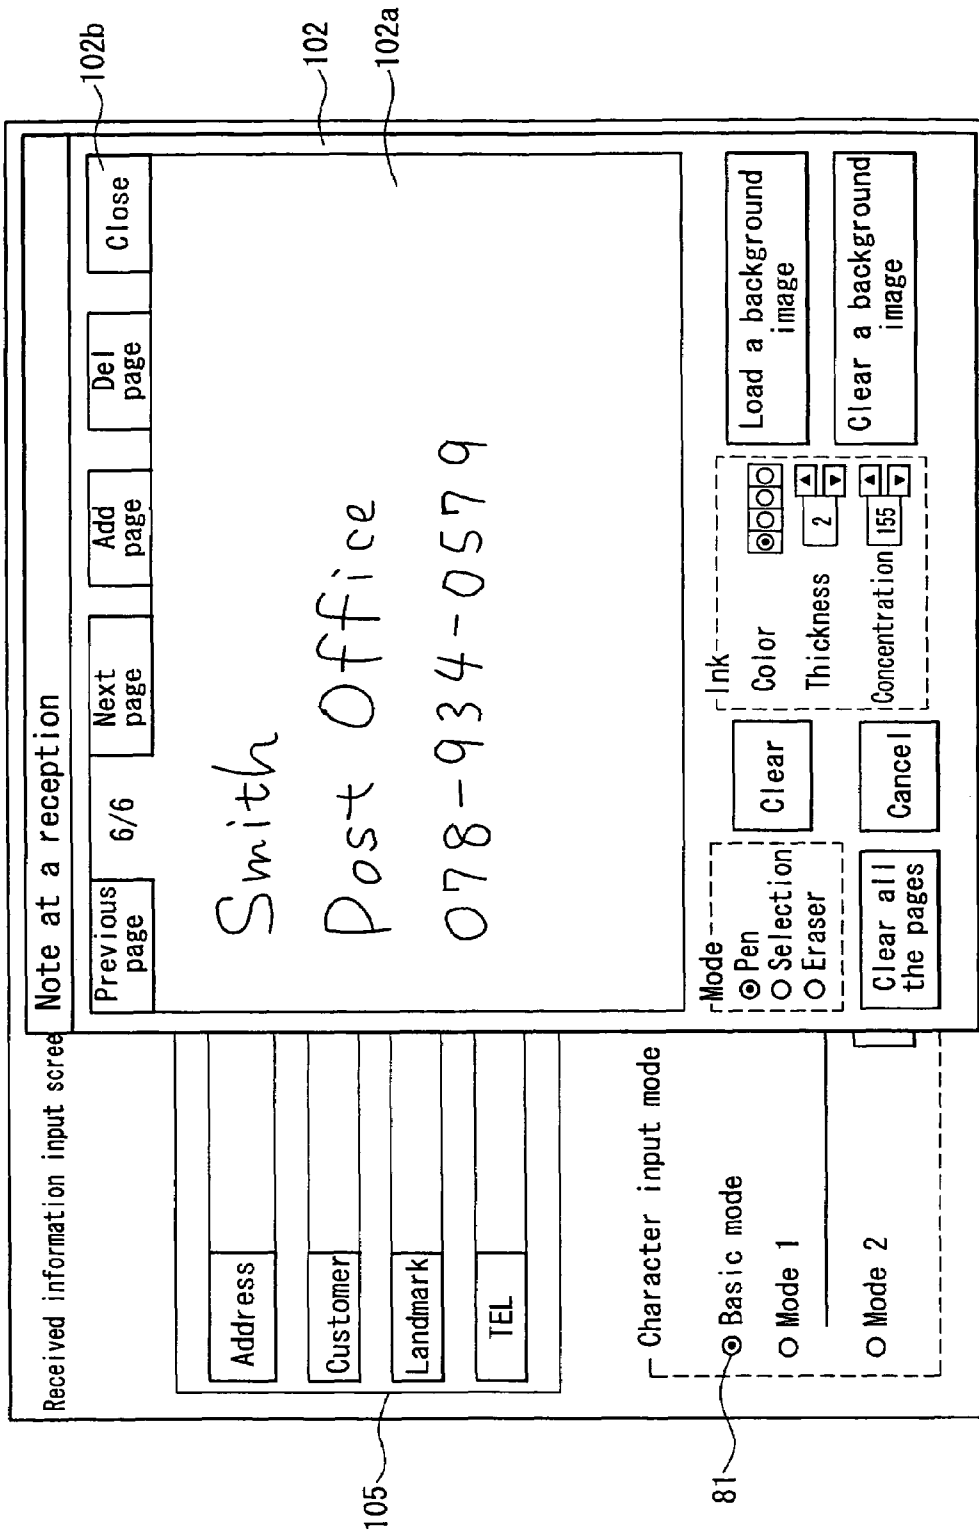 Received information input scree
Note at a reception
Previous page
6/6
Next page
Add page
Del page
Close
102b
102
102a
Smith
Post Office
078-934-0579
Address
Customer
Landmark
TEL
105
Character input mode
Basic mode
Mode 1
Mode 2
81
Mode
Pen
Selection
Eraser
Clear
Clear all the pages
Cancel
Ink
Color
Thickness
2
Concentration
155
Load a background image
Clear a background image